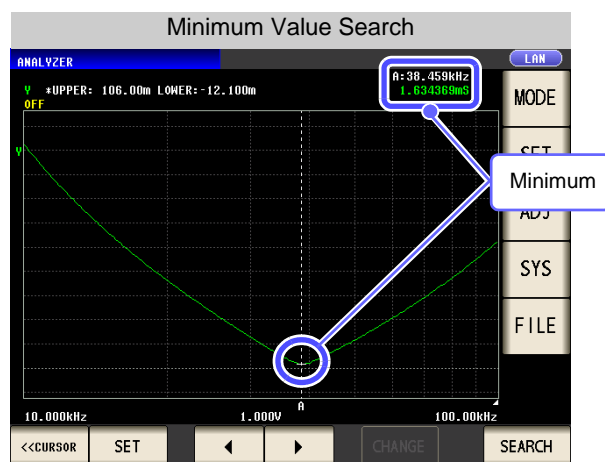 Minimum Value Search
ANALYZER
LAN
A:38.459kHz
Y *UPPER: 106.00m LOWER:-12.100m
1.634369mS
OFF
MODE
Y
SET
Minimum
ADJ
SYS
FILE
A
10.000kHz 1.000V 100.00kHz
<<CURSOR SET CHANGE SEARCH